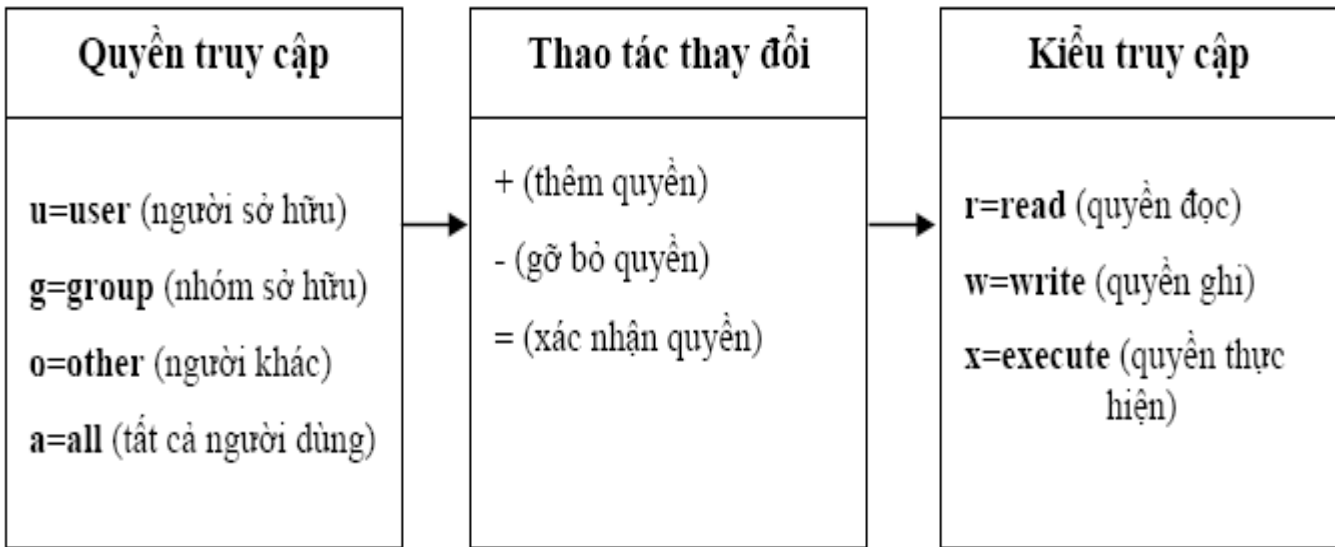 Quyền truy cập
u=user (người sở hữu)
g=group (nhóm sở hữu)
o=other (người khác)
a=all (tất cả người dùng)
Thao tác thay đổi
+ (thêm quyền)
- (gỡ bỏ quyền)
= (xác nhận quyền)
Kiểu truy cập
r=read (quyền đọc)
w=write (quyền ghi)
x=execute (quyền thực
hiện)